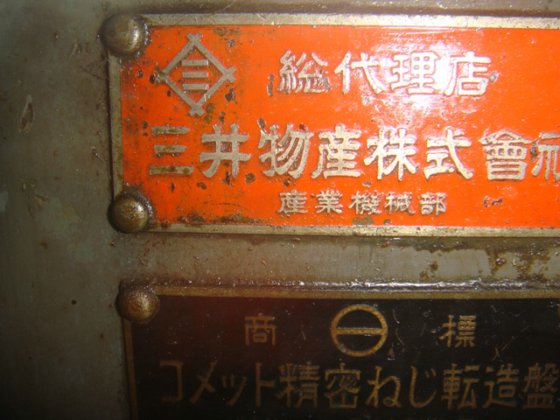 総代理店
三井物産株式會社
産業機械部
商標
コメット精密ねじ転造盤